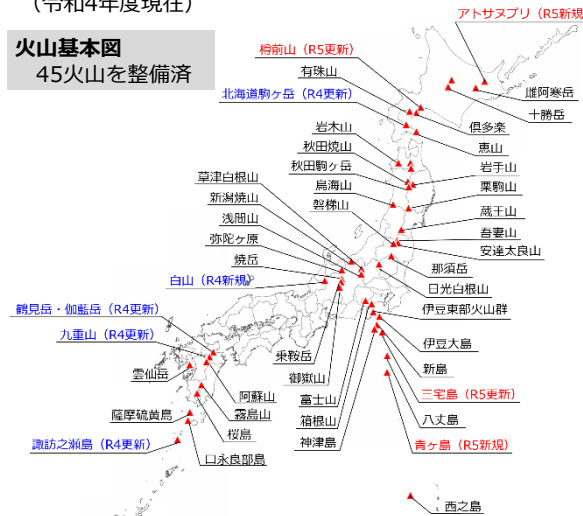 （令和4年度現在）
火山基本図
45火山を整備済
アトサヌプリ（R5新規
樽前山（R5更新）
有珠山
北海道駒ヶ岳（R4更新）
雌阿寒岳
十勝岳
倶多楽
恵山
岩木山
秋田焼山
秋田駒ヶ岳
鳥海山
磐梯山
岩手山
栗駒山
蔵王山
吾妻山
安達太良山
那須岳
日光白根山
草津白根山
新潟焼山
浅間山
弥陀ヶ原
焼岳
白山（R4新規）
鶴見岳・伽藍岳（R4更新）
九重山（R4更新）
雲仙岳
乗鞍岳
御嶽山
富士山
箱根山
神津島
伊豆東部火山群
伊豆大島
新島
三宅島（R5更新）
八丈島
青ヶ島（R5新規）
阿蘇山
霧島山
桜島
薩摩硫黄島
口永良部島
諏訪之瀬島（R4更新）
西之島